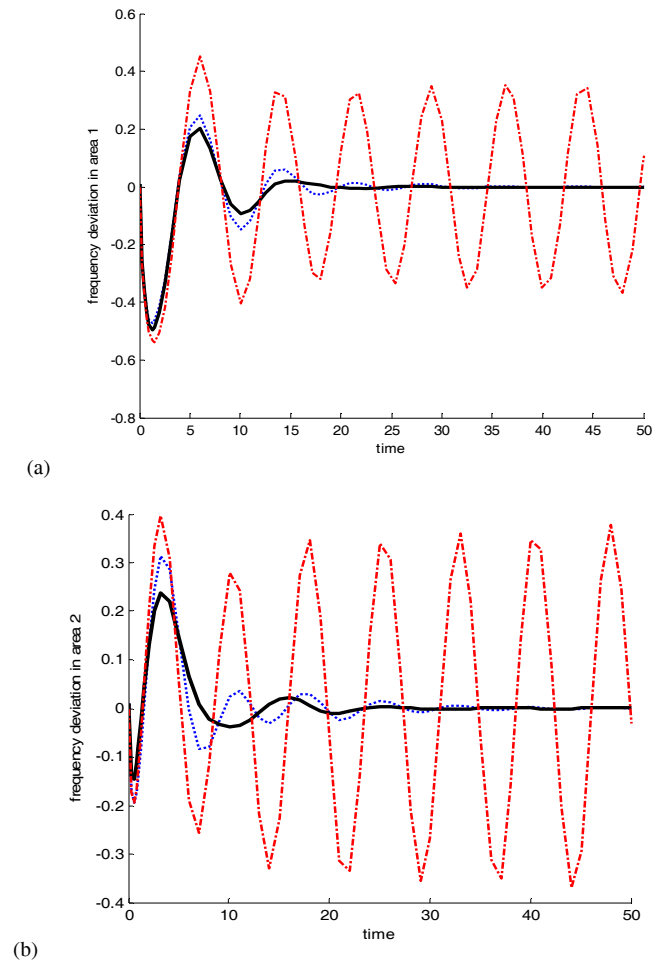 0.6
0.4
0.2
0
-0.2
-0.4
-0.6
-0.8
frequency deviation in area 1
0 5 10 15 20 25 30 35 40 45 50
time
(a)
0.4
0.3
0.2
0.1
0
-0.1
-0.2
-0.3
-0.4
frequency deviation in area 2
0 10 20 30 40 50
time
(b)